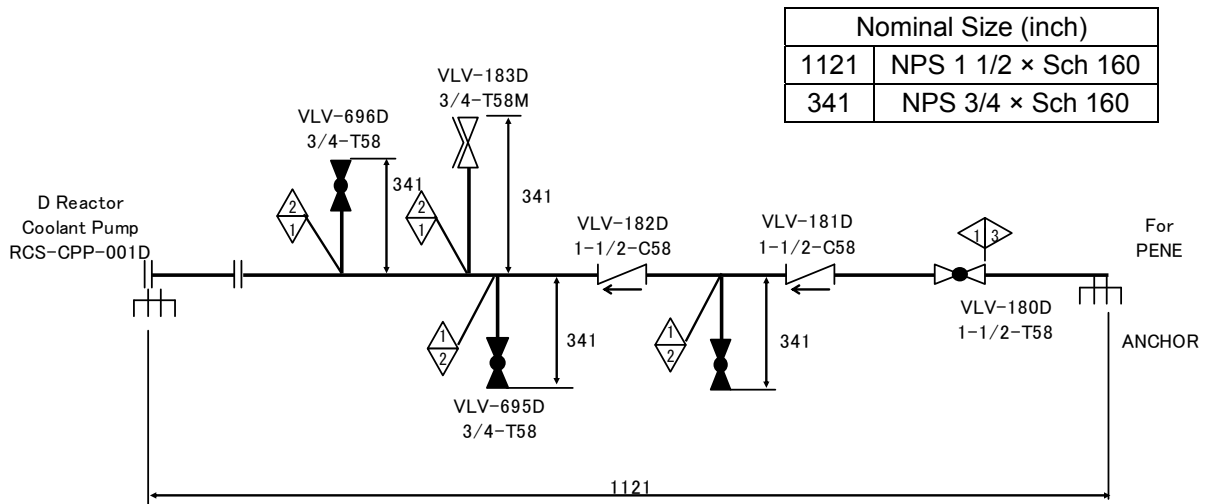 Nominal Size (inch)
1121 NPS 1 1/2 × Sch 160
341 NPS 3/4 × Sch 160
VLV-183D
3/4-T58M
VLV-696D
3/4-T58
341
341
2
1
2
1
D Reactor
Coolant Pump
RCS-CPP-001D
VLV-182D
1-1/2-C58
VLV-181D
1-1/2-C58
1 3
For
PENE
VLV-180D
1-1/2-T58
ANCHOR
1
2
341
1
2
341
VLV-695D
3/4-T58
1121